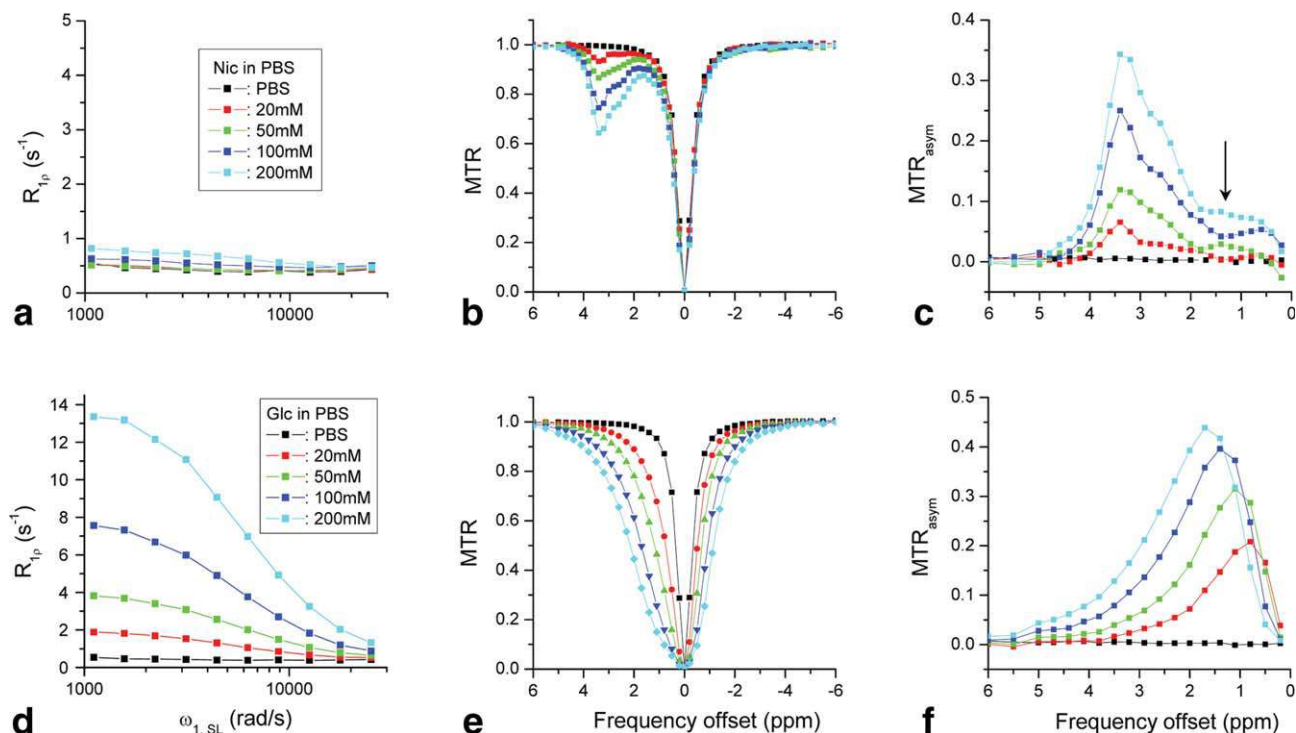 5
4
3
2
1
0
R1ρ (s-1)
Nic in PBS
: PBS
: 20mM
: 50mM
: 100mM
: 200mM
1000
10000
a
1.0
0.8
0.6
0.4
0.2
0.0
MTR
6
4
2
0
-2
-4
-6
b
0.4
0.3
0.2
0.1
0.0
MTRasym
6
5
4
3
2
1
0
c
14
12
10
8
6
4
2
0
R1ρ (s-1)
Glc in PBS
: PBS
: 20mM
: 50mM
: 100mM
: 200mM
1000
10000
ω1, SL (rad/s)
d
1.0
0.8
0.6
0.4
0.2
0.0
MTR
6
4
2
0
-2
-4
-6
Frequency offset (ppm)
e
0.5
0.4
0.3
0.2
0.1
0.0
MTRasym
6
5
4
3
2
1
0
Frequency offset (ppm)
f